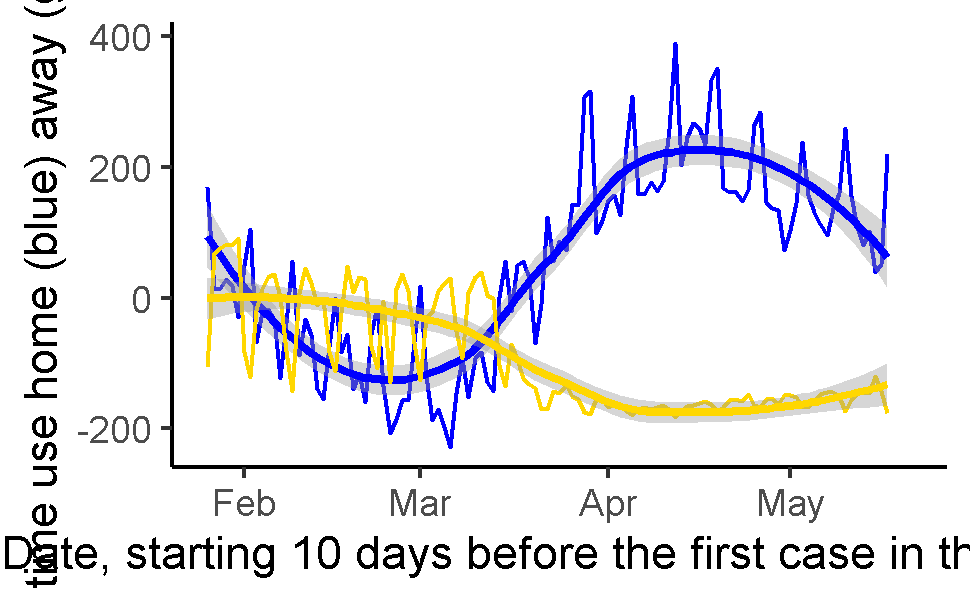 time use home (blue) away (
400
200
0
-200
Feb Mar Apr May
Date, starting 10 days before the first case in th